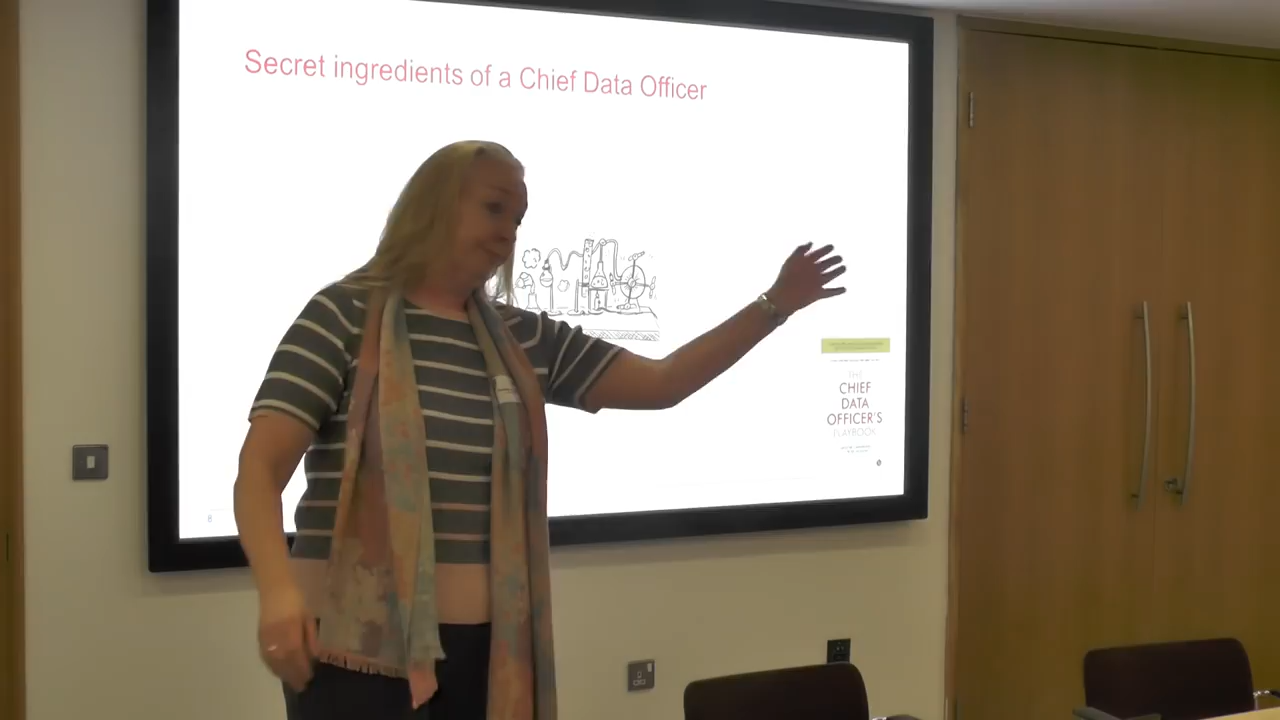 Secret ingredients of a Chief Data Officer
THE
CHIEF
DATA
OFFICER'S
PLAYBOOK